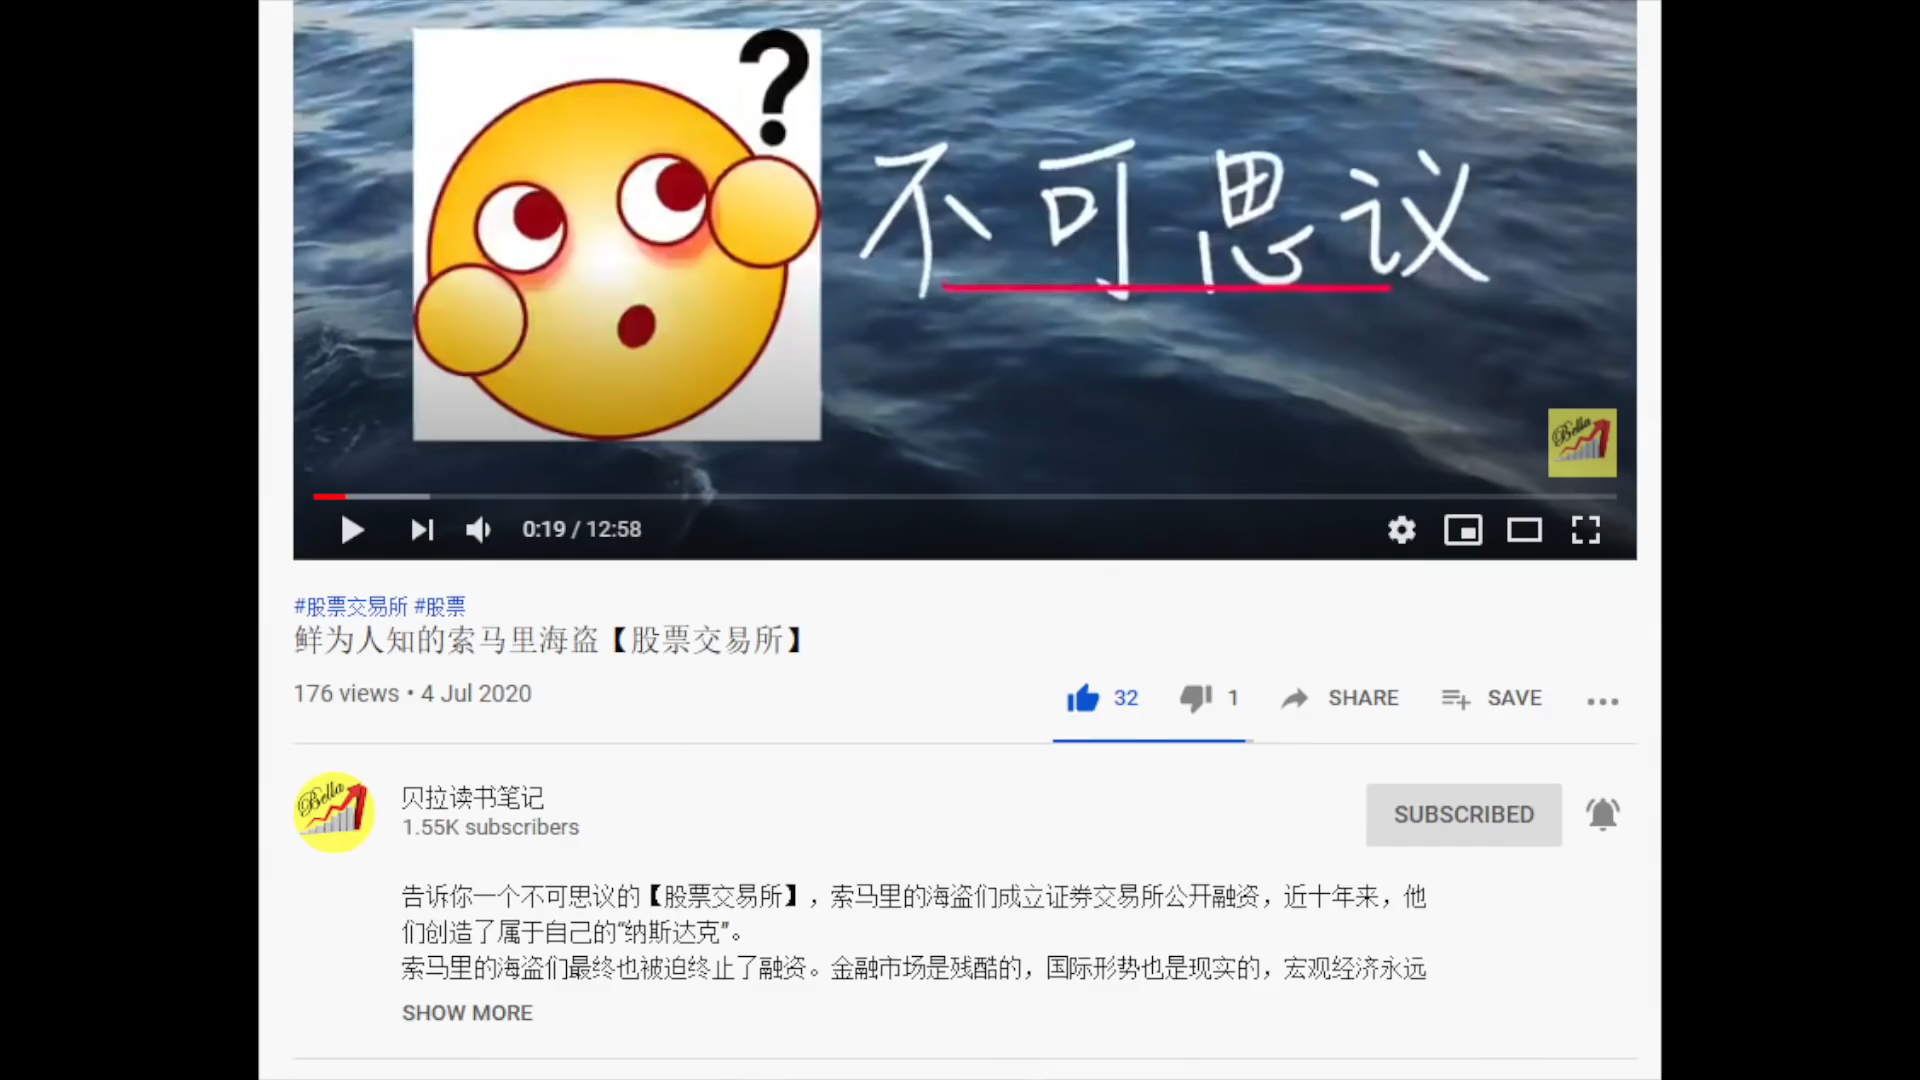 ?
不可思议
Bella
0:19 / 12:58
#股票交易所 #股票
鲜为人知的索马里海盗【股票交易所】
176 views • 4 Jul 2020
32
1
SHARE
SAVE
Bella
贝拉读书笔记
1.55K subscribers
SUBSCRIBED
告诉你一个不可思议的【股票交易所】，索马里的海盗们成立证券交易所公开融资，近十年来，他
们创造了属于自己的“纳斯达克”。
索马里的海盗们最终也被迫终止了融资。金融市场是残酷的，国际形势也是现实的，宏观经济永远
SHOW MORE